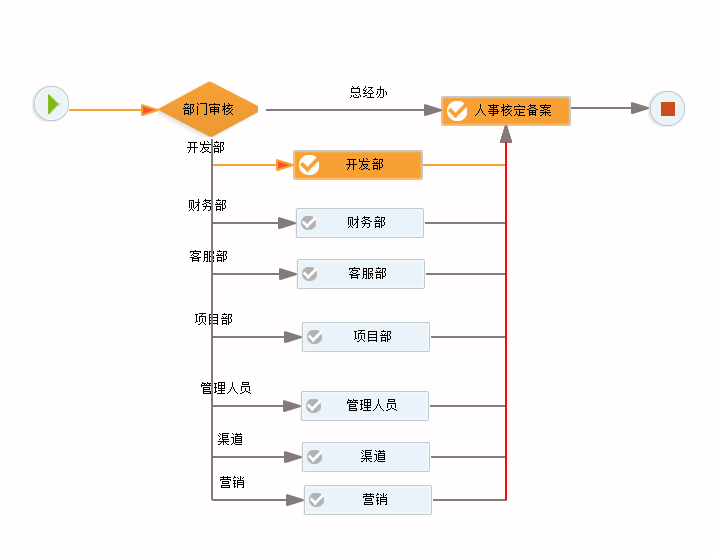 总经办
部门审核
人事核定备案
开发部
开发部
财务部
财务部
客服部
客服部
项目部
项目部
管理人员
管理人员
渠道
渠道
营销
营销